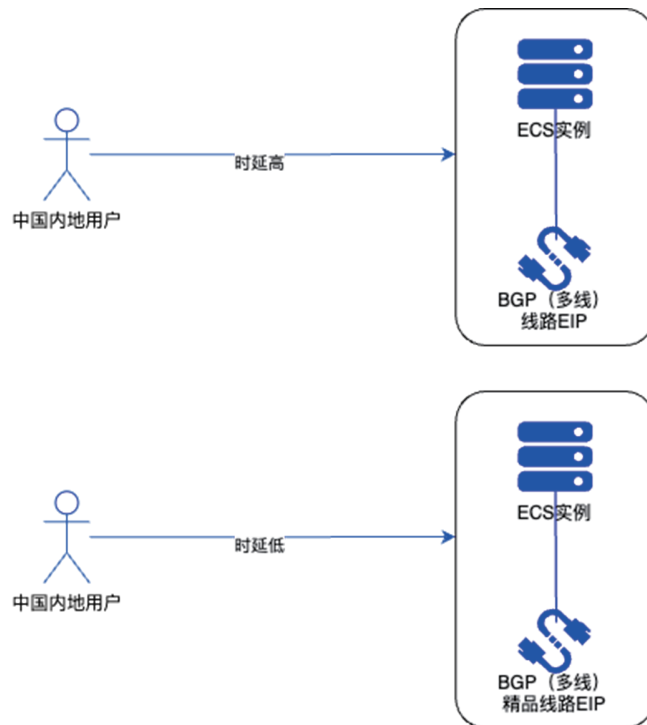 ECS实例
时延高
中国内地用户
BGP（多线）
线路EIP
ECS实例
时延低
中国内地用户
BGP（多线）
精品线路EIP